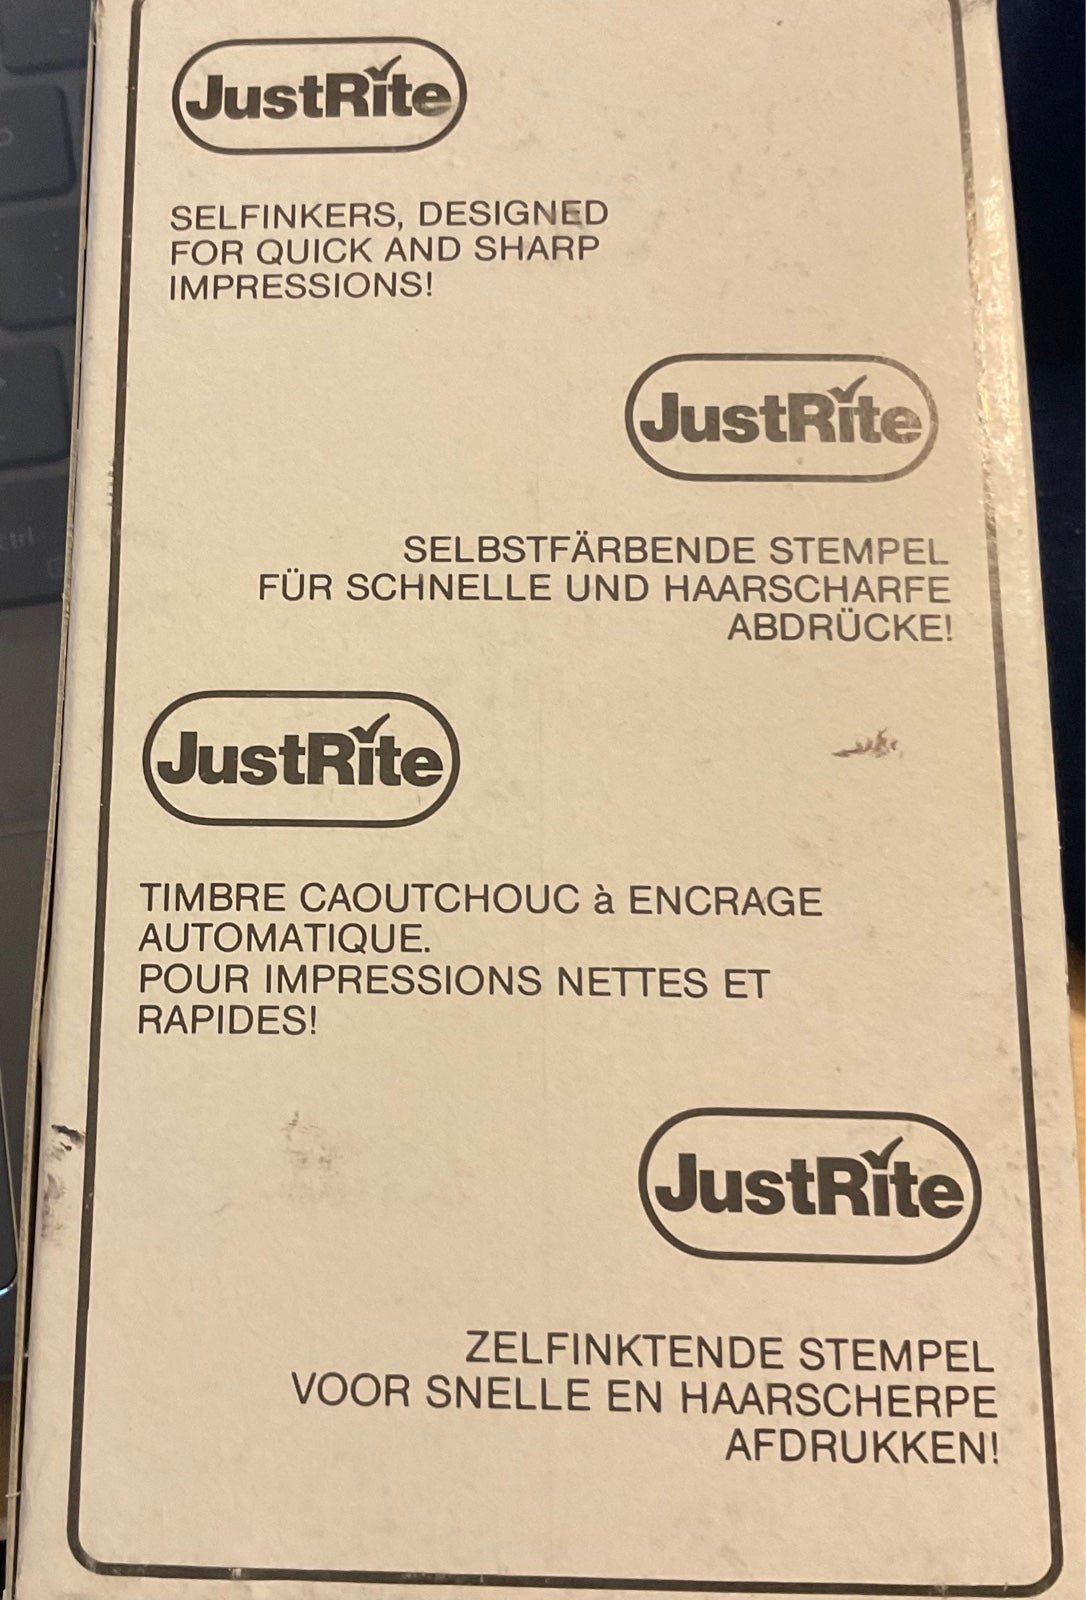 JustRite
SELFINKERS, DESIGNED
FOR QUICK AND SHARP
IMPRESSIONS!
JustRite
SELBSTFÄRBENDE STEMPEL
FÜR SCHNELLE UND HAARSCHARFE
ABDRÜCKE!
JustRite
TIMBRE CAOUTCHOUC à ENCRAGE
AUTOMATIQUE.
POUR IMPRESSIONS NETTES ET
RAPIDES!
JustRite
ZELFINKTENDE STEMPEL
VOOR SNELLE EN HAARSCHERPE
AFDRUKKEN!
ctrl